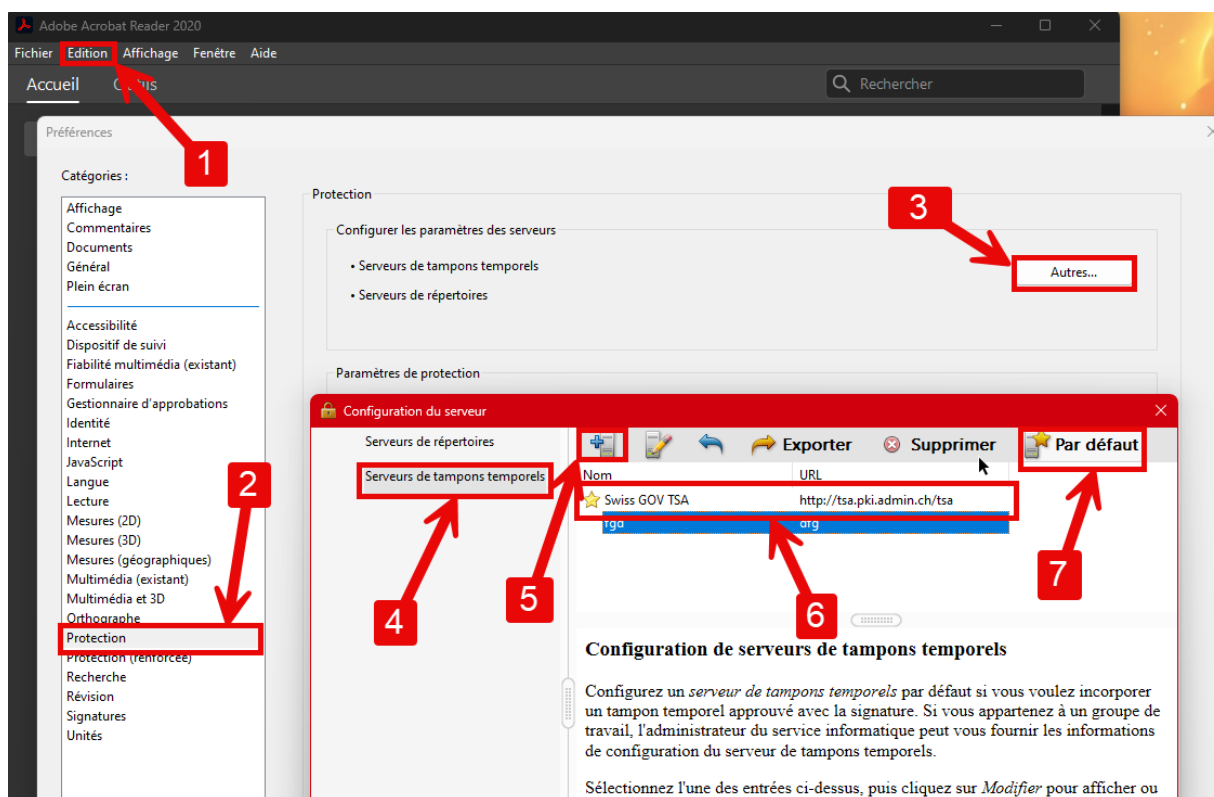 Adobe Acrobat Reader 2020
Fichier Edition Affichage Fenêtre Aide
Accueil
Rechercher
Préférences
1
Catégories :
Protection
3
Affichage
Commentaires
Documents
Général
Plein écran
Configurer les paramètres des serveurs
• Serveurs de tampons temporels
Autres...
• Serveurs de répertoires
Accessibilité
Dispositif de suivi
Fiabilité multimédia (existant)
Formulaires
Gestionnaire d'approbations
Identité
Internet
JavaScript
Langue
Lecture
Mesures (2D)
Mesures (3D)
Mesures (géographiques)
Multimédia (existant)
Multimédia et 3D
Orthographe
Protection
Protection (renforcée)
Recherche
Révision
Signatures
Unités
2
Paramètres de protection
Configuration du serveur
Serveurs de répertoires
Serveurs de tampons temporels
Exporter Supprimer Par défaut
Nom URL
Swiss GOV TSA http://tsa.pki.admin.ch/tsa
fgd dfg
4
5
6
7
Configuration de serveurs de tampons temporels
Configurez un serveur de tampons temporels par défaut si vous voulez incorporer
un tampon temporel approuvé avec la signature. Si vous appartenez à un groupe de
travail, l'administrateur du service informatique peut vous fournir les informations
de configuration du serveur de tampons temporels.
Sélectionnez l'une des entrées ci-dessus, puis cliquez sur Modifier pour afficher ou